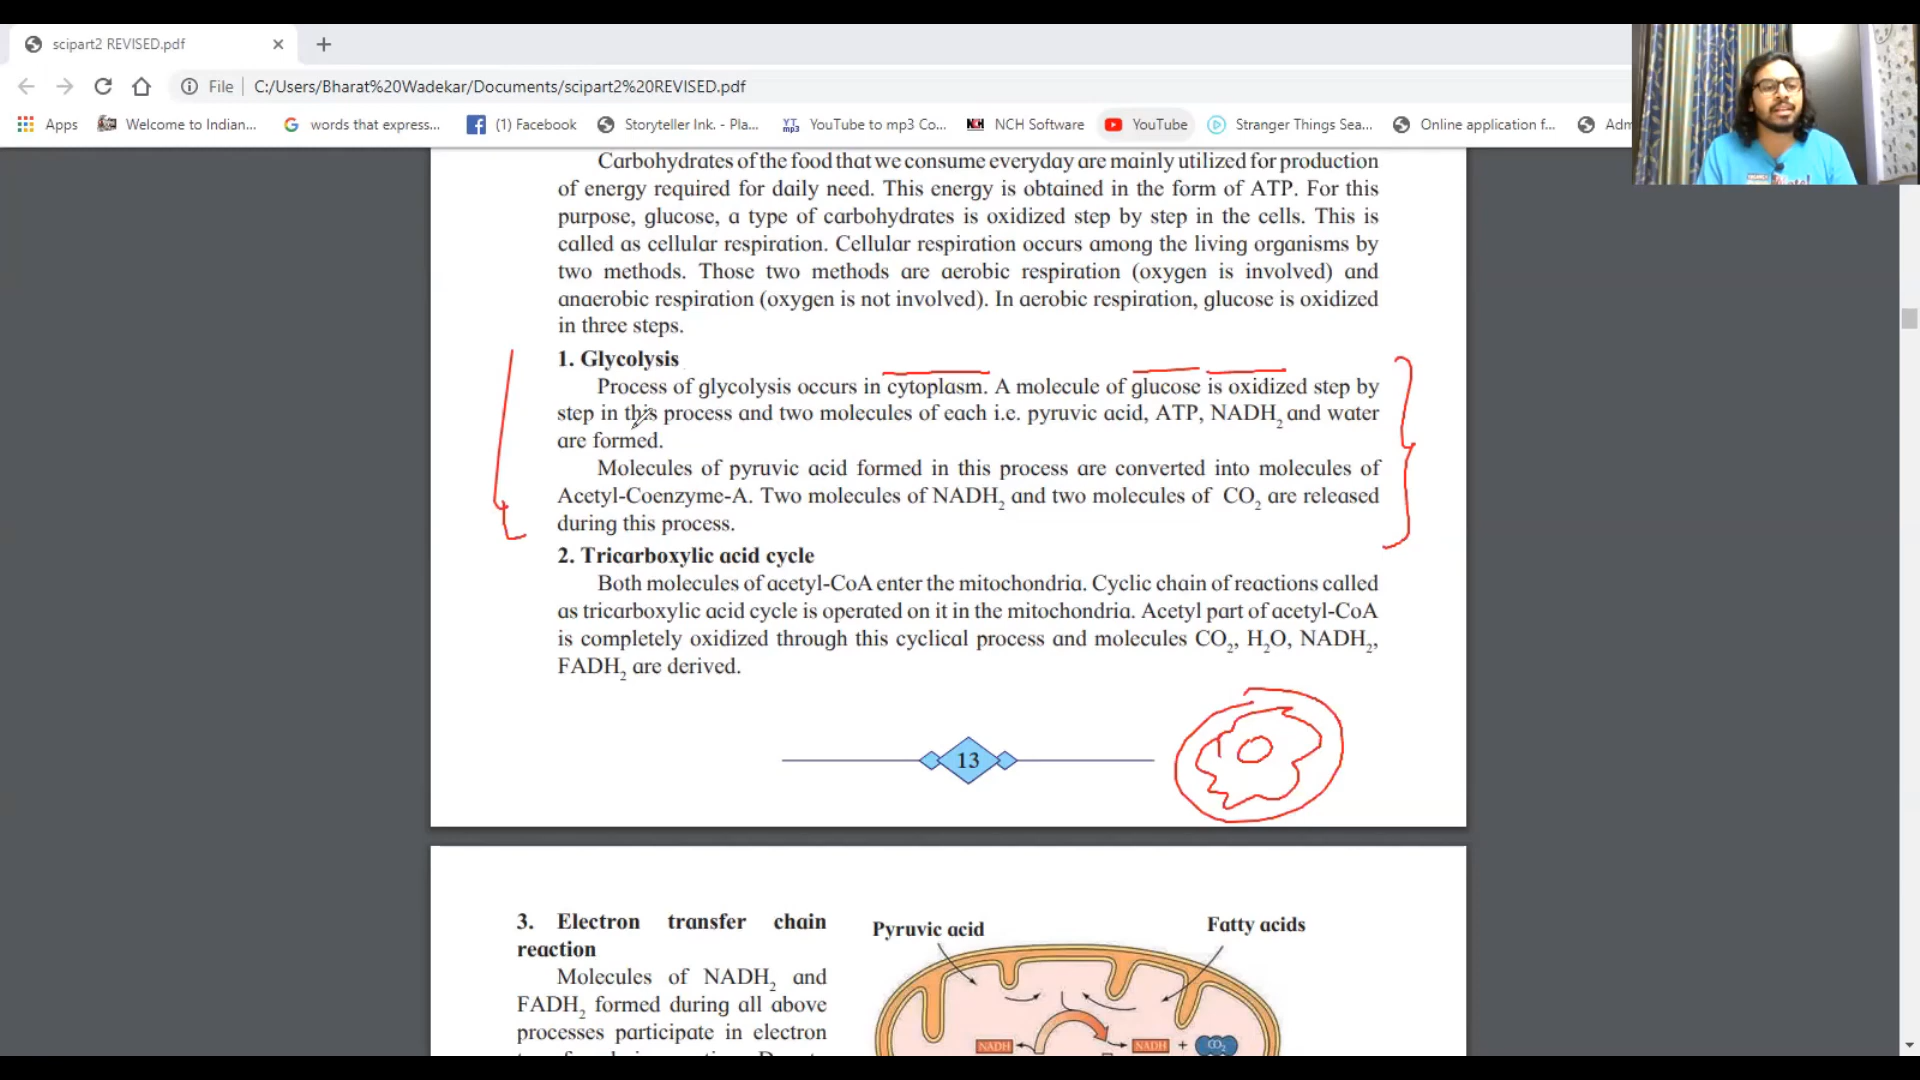 scipart2 REVISED.pdf
File C:/Users/Bharat%20Wadekar/Documents/scipart2%20REVISED.pdf
Apps Welcome to Indian... words that express... (1) Facebook Storyteller Ink. - Pla... YouTube to mp3 Co... NCH Software YouTube Stranger Things Sea... Online application f... Adm
Carbohydrates of the food that we consume everyday are mainly utilized for production
of energy required for daily need. This energy is obtained in the form of ATP. For this
purpose, glucose, a type of carbohydrates is oxidized step by step in the cells. This is
called as cellular respiration. Cellular respiration occurs among the living organisms by
two methods. Those two methods are aerobic respiration (oxygen is involved) and
anaerobic respiration (oxygen is not involved). In aerobic respiration, glucose is oxidized
in three steps.
1. Glycolysis
Process of glycolysis occurs in cytoplasm. A molecule of glucose is oxidized step by
step in this process and two molecules of each i.e. pyruvic acid, ATP, NADH₂ and water
are formed.
Molecules of pyruvic acid formed in this process are converted into molecules of
Acetyl-Coenzyme-A. Two molecules of NADH₂ and two molecules of CO₂ are released
during this process.
2. Tricarboxylic acid cycle
Both molecules of acetyl-CoA enter the mitochondria. Cyclic chain of reactions called
as tricarboxylic acid cycle is operated on it in the mitochondria. Acetyl part of acetyl-CoA
is completely oxidized through this cyclical process and molecules CO₂, H₂O, NADH₂,
FADH₂ are derived.
13
3. Electron transfer chain
reaction
Molecules of NADH₂ and
FADH₂ formed during all above
processes participate in electron
Pyruvic acid
Fatty acids
NADH NADH + CO₂